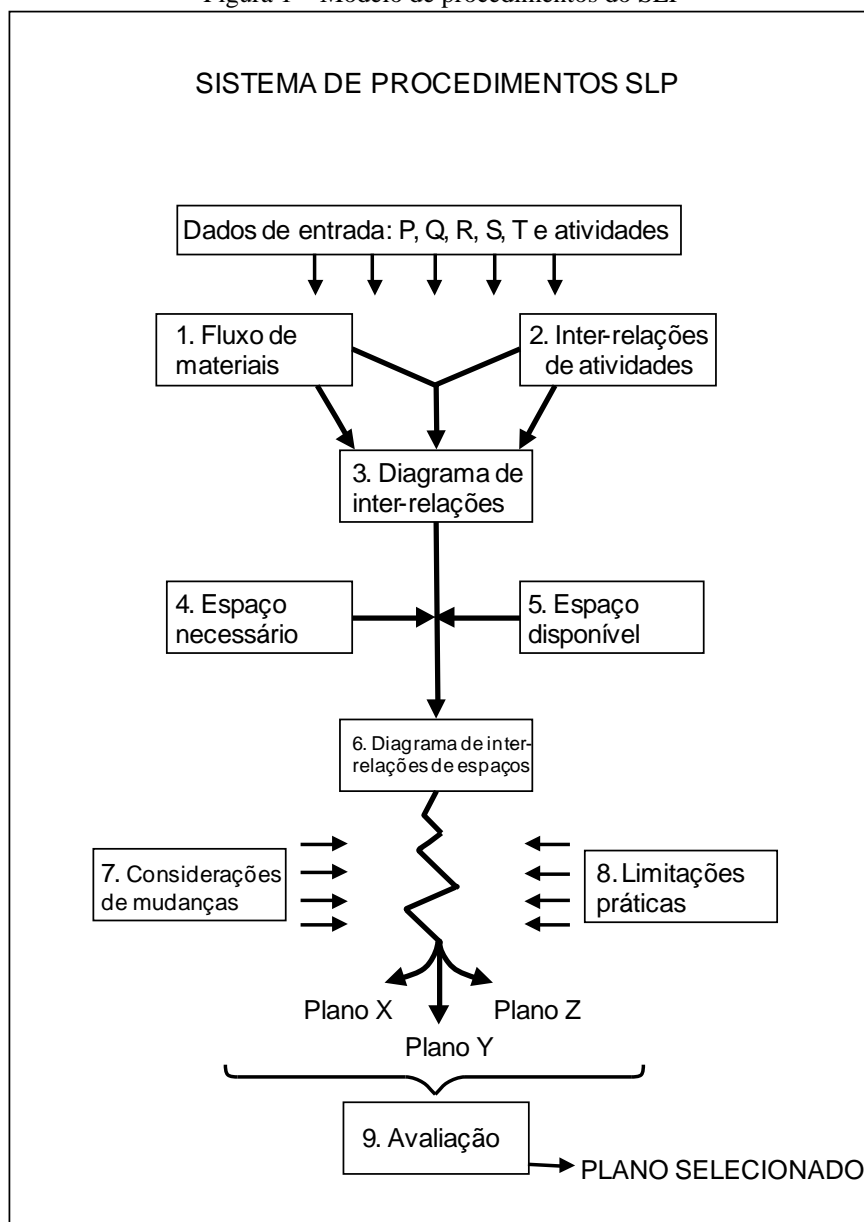 Figura 1 – Modelo de procedimentos do SLP
SISTEMA DE PROCEDIMENTOS SLP
Dados de entrada: P, Q, R, S, T e atividades
1. Fluxo de
materiais
2. Inter-relações
de atividades
3. Diagrama de
inter-relações
4. Espaço
necessário
5. Espaço
disponível
6. Diagrama de inter-
relações de espaços
7. Considerações
de mudanças
8. Limitações
práticas
Plano X
Plano Z
Plano Y
9. Avaliação
PLANO SELECIONADO